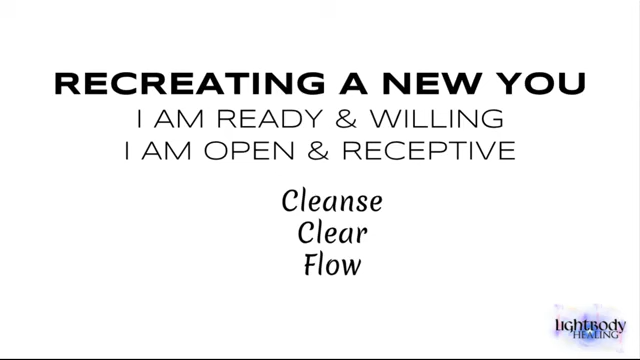 RECREATING A NEW YOU
I AM READY & WILLING
I AM OPEN & RECEPTIVE
Cleanse
Clear
Flow
LIGHTBODY
HEALING